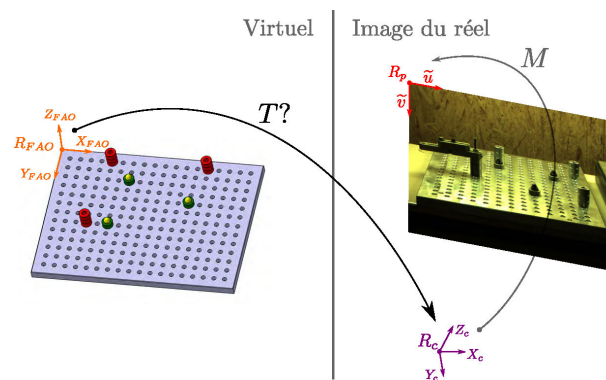 Virtuel
Image du réel
M
R_p
ũ
ṽ
Z_FAO
T?
R_FAO
X_FAO
Y_FAO
Z_c
R_c
X_c
Y_c